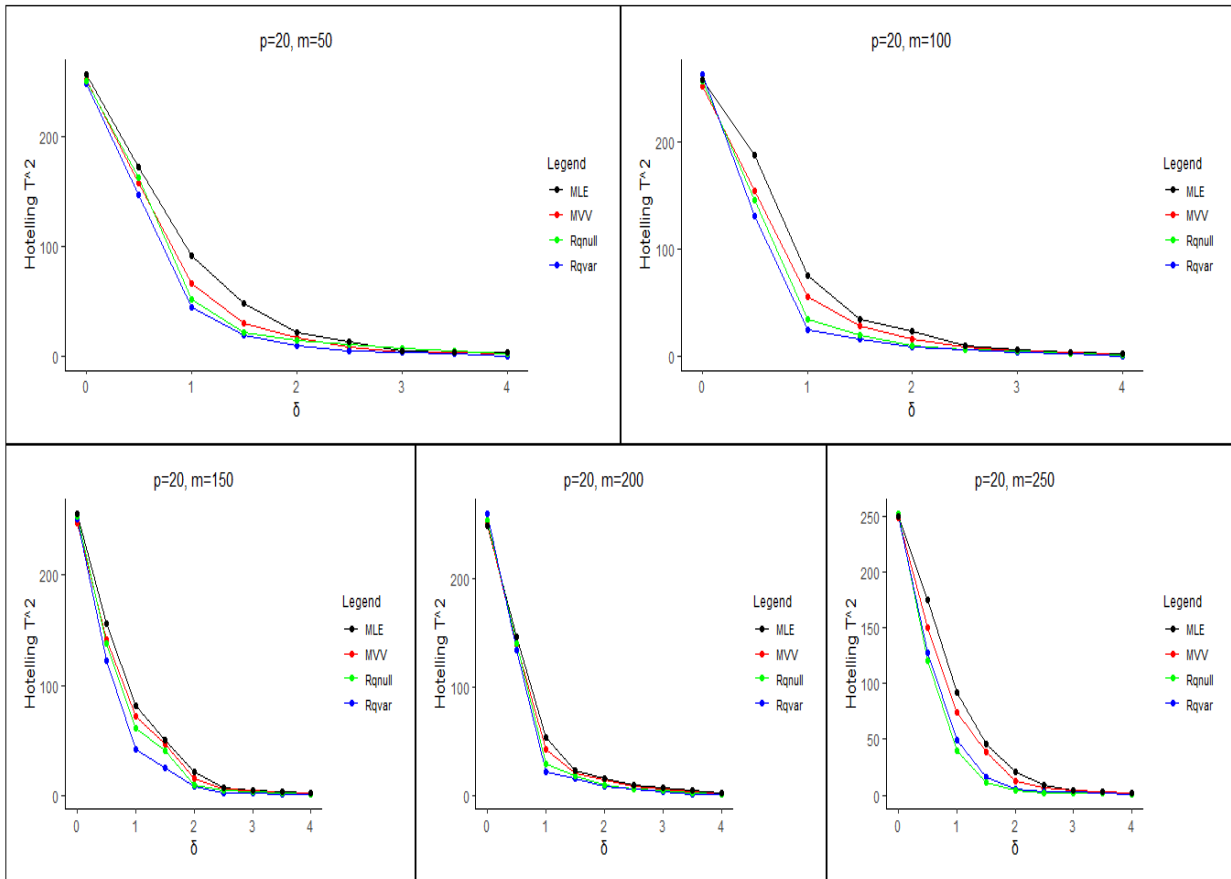 p=20, m=50
Hotelling T^2
200
100
0
0 1 2 3 4
δ
Legend
MLE
MVV
Rqnull
Rqvar
p=20, m=100
Hotelling T^2
200
100
0
0 1 2 3 4
δ
Legend
MLE
MVV
Rqnull
Rqvar
p=20, m=150
Hotelling T^2
200
100
0
0 1 2 3 4
δ
Legend
MLE
MVV
Rqnull
Rqvar
p=20, m=200
Hotelling T^2
200
100
0
0 1 2 3 4
δ
Legend
MLE
MVV
Rqnull
Rqvar
p=20, m=250
Hotelling T^2
250
200
150
100
50
0
0 1 2 3 4
δ
Legend
MLE
MVV
Rqnull
Rqvar